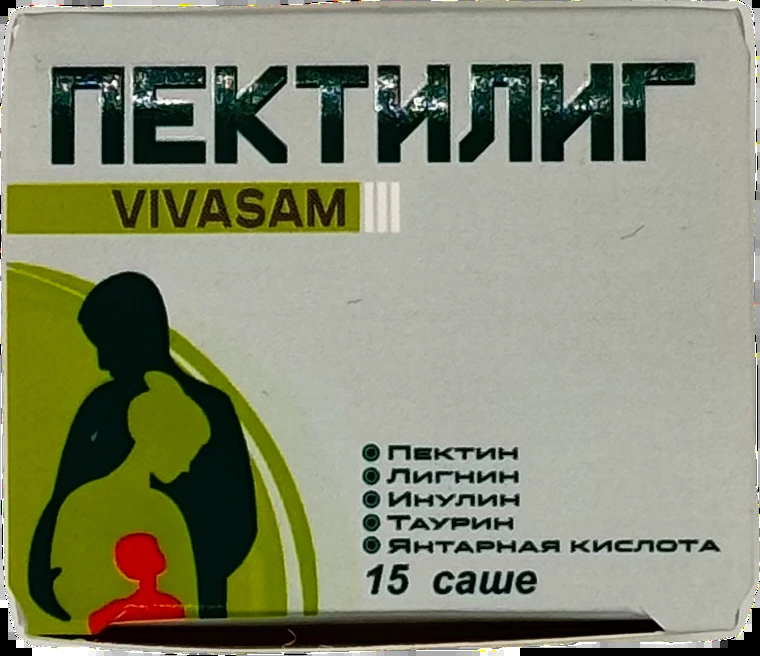 ПЕКТИЛИГ
VIVASAM
ПЕКТИН
ЛИГНИН
ИНУЛИН
ТАУРИН
ЯНТАРНАЯ КИСЛОТА
15 саше